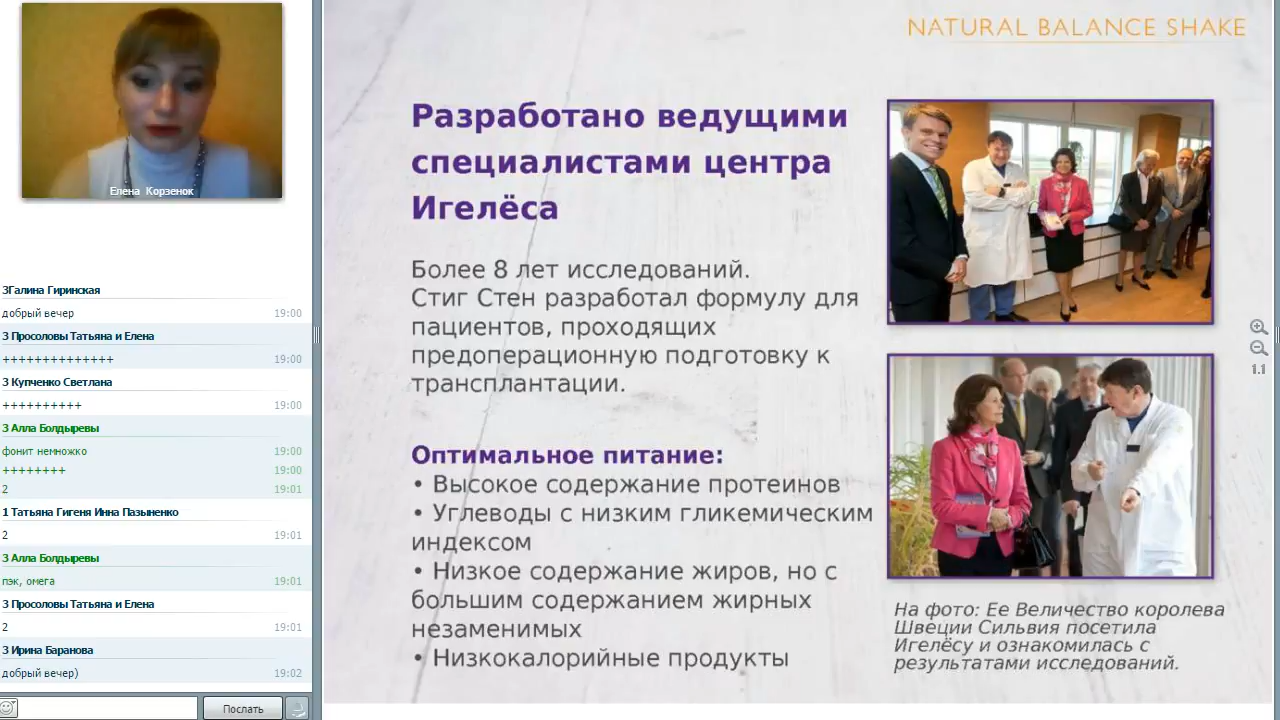 Елена Корзенок
3Галина Гиринская
добрый вечер 19:00
3 Просоловы Татьяна и Елена
++++++++++++++ 19:00
3 Купченко Светлана
++++++++++ 19:00
3 Алла Болдыревы
фонит немножко 19:00
++++++++ 19:00
2 19:01
1 Татьяна Гигеня Инна Пазыненко
2 19:01
3 Алла Болдыревы
пэк, омега 19:01
3 Просоловы Татьяна и Елена
2 19:01
3 Ирина Баранова
добрый вечер) 19:02
Послать
NATURAL BALANCE SHAKE
Разработано ведущими
специалистами центра
Игелёса
Более 8 лет исследований.
Стиг Стен разработал формулу для
пациентов, проходящих
предоперационную подготовку к
трансплантации.
Оптимальное питание:
• Высокое содержание протеинов
• Углеводы с низким гликемическим
индексом
• Низкое содержание жиров, но с
большим содержанием жирных
незаменимых
• Низкокалорийные продукты
На фото: Ее Величество королева
Швеции Сильвия посетила
Игелёсу и ознакомилась с
результатами исследований.
1.1